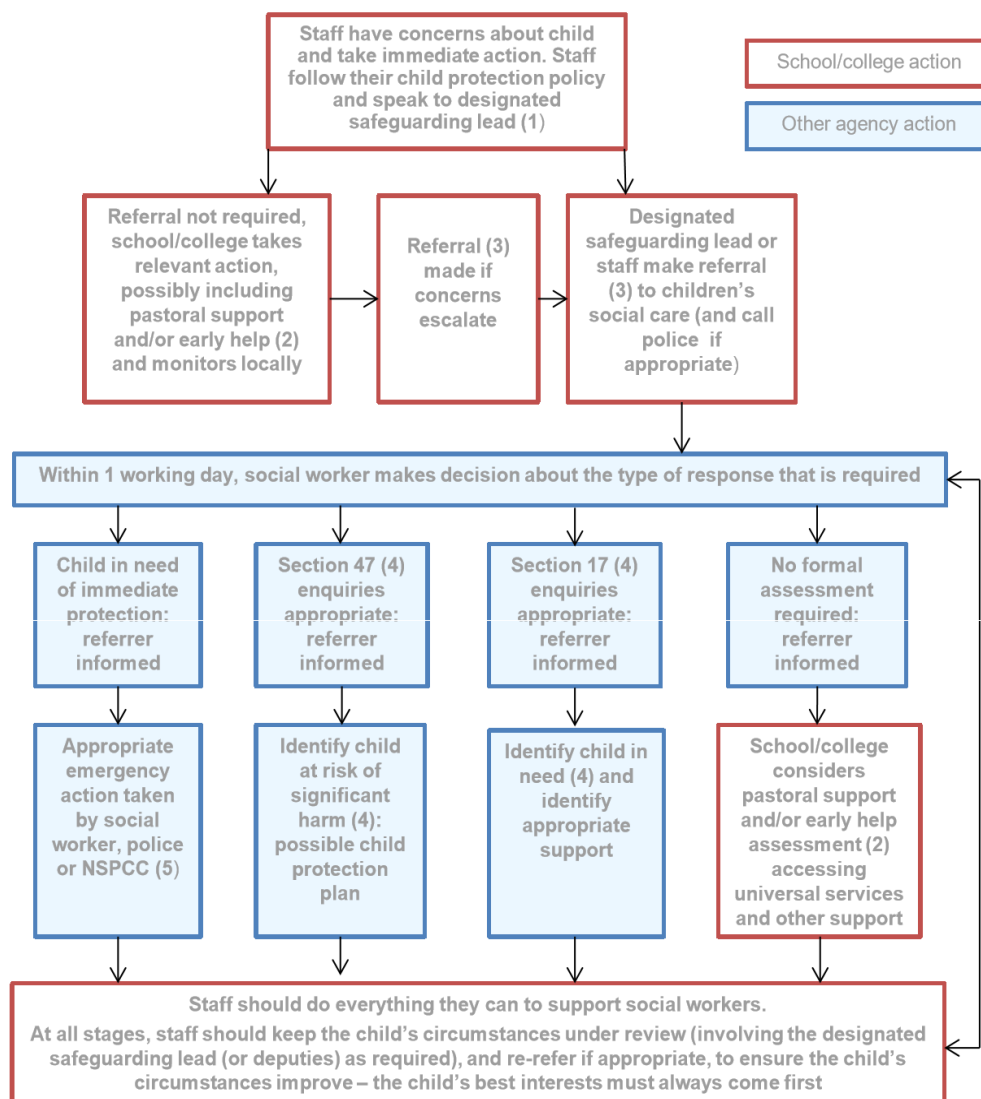 Staff have concerns about child
and take immediate action. Staff
follow their child protection policy
and speak to designated
safeguarding lead (1)
School/college action
Other agency action
Referral not required,
school/college takes
relevant action,
possibly including
pastoral support
and/or early help (2)
and monitors locally
Referral (3)
made if
concerns
escalate
Designated
safeguarding lead or
staff make referral
(3) to children’s
social care (and call
police if
appropriate)
Within 1 working day, social worker makes decision about the type of response that is required
Child in need
of immediate
protection:
referrer
informed
Section 47 (4)
enquiries
appropriate:
referrer
informed
Section 17 (4)
enquiries
appropriate:
referrer
informed
No formal
assessment
required:
referrer
informed
Appropriate
emergency
action taken
by social
worker, police
or NSPCC (5)
Identify child
at risk of
significant
harm (4):
possible child
protection
plan
Identify child in
need (4) and
identify
appropriate
support
School/college
considers
pastoral support
and/or early help
assessment (2)
accessing
universal services
and other support
Staff should do everything they can to support social workers.
At all stages, staff should keep the child’s circumstances under review (involving the designated
safeguarding lead (or deputies) as required), and re-refer if appropriate, to ensure the child’s
circumstances improve – the child’s best interests must always come first